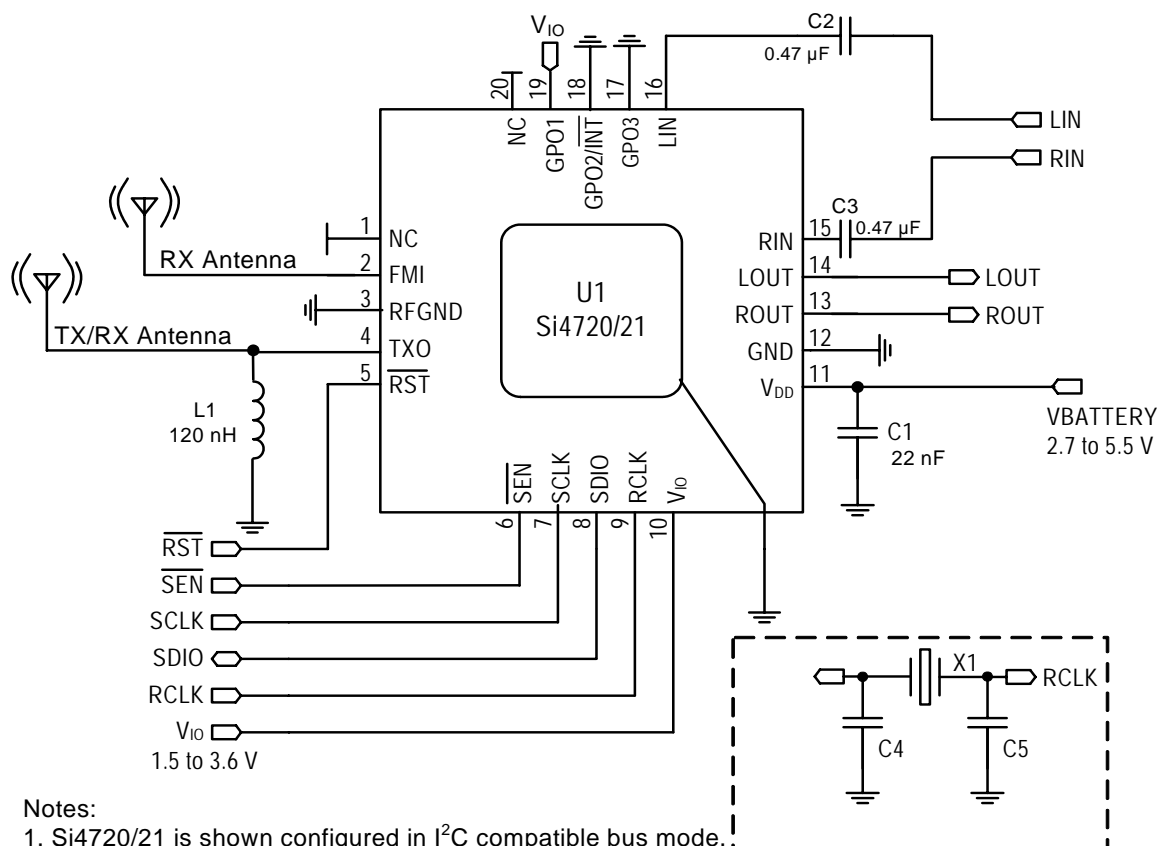 V_IO
C2
0.47 µF
20
19
18
17
16
NC
GPO1
GPO2/INT
GPO3
LIN
LIN
RIN
C3
0.47 µF
1
NC
15
RIN
RX Antenna
2
FMI
14
LOUT
LOUT
3
RFGND
13
ROUT
ROUT
U1
Si4720/21
TX/RX Antenna
4
TXO
12
GND
5
RST
11
V_DD
L1
120 nH
VBATTERY
2.7 to 5.5 V
C1
22 nF
SEN
SCLK
SDIO
RCLK
V_IO
6
7
8
9
10
RST
SEN
SCLK
SDIO
RCLK
V_IO
1.5 to 3.6 V
X1
RCLK
C4
C5
Notes:
1. Si4720/21 is shown configured in I²C compatible bus mode.